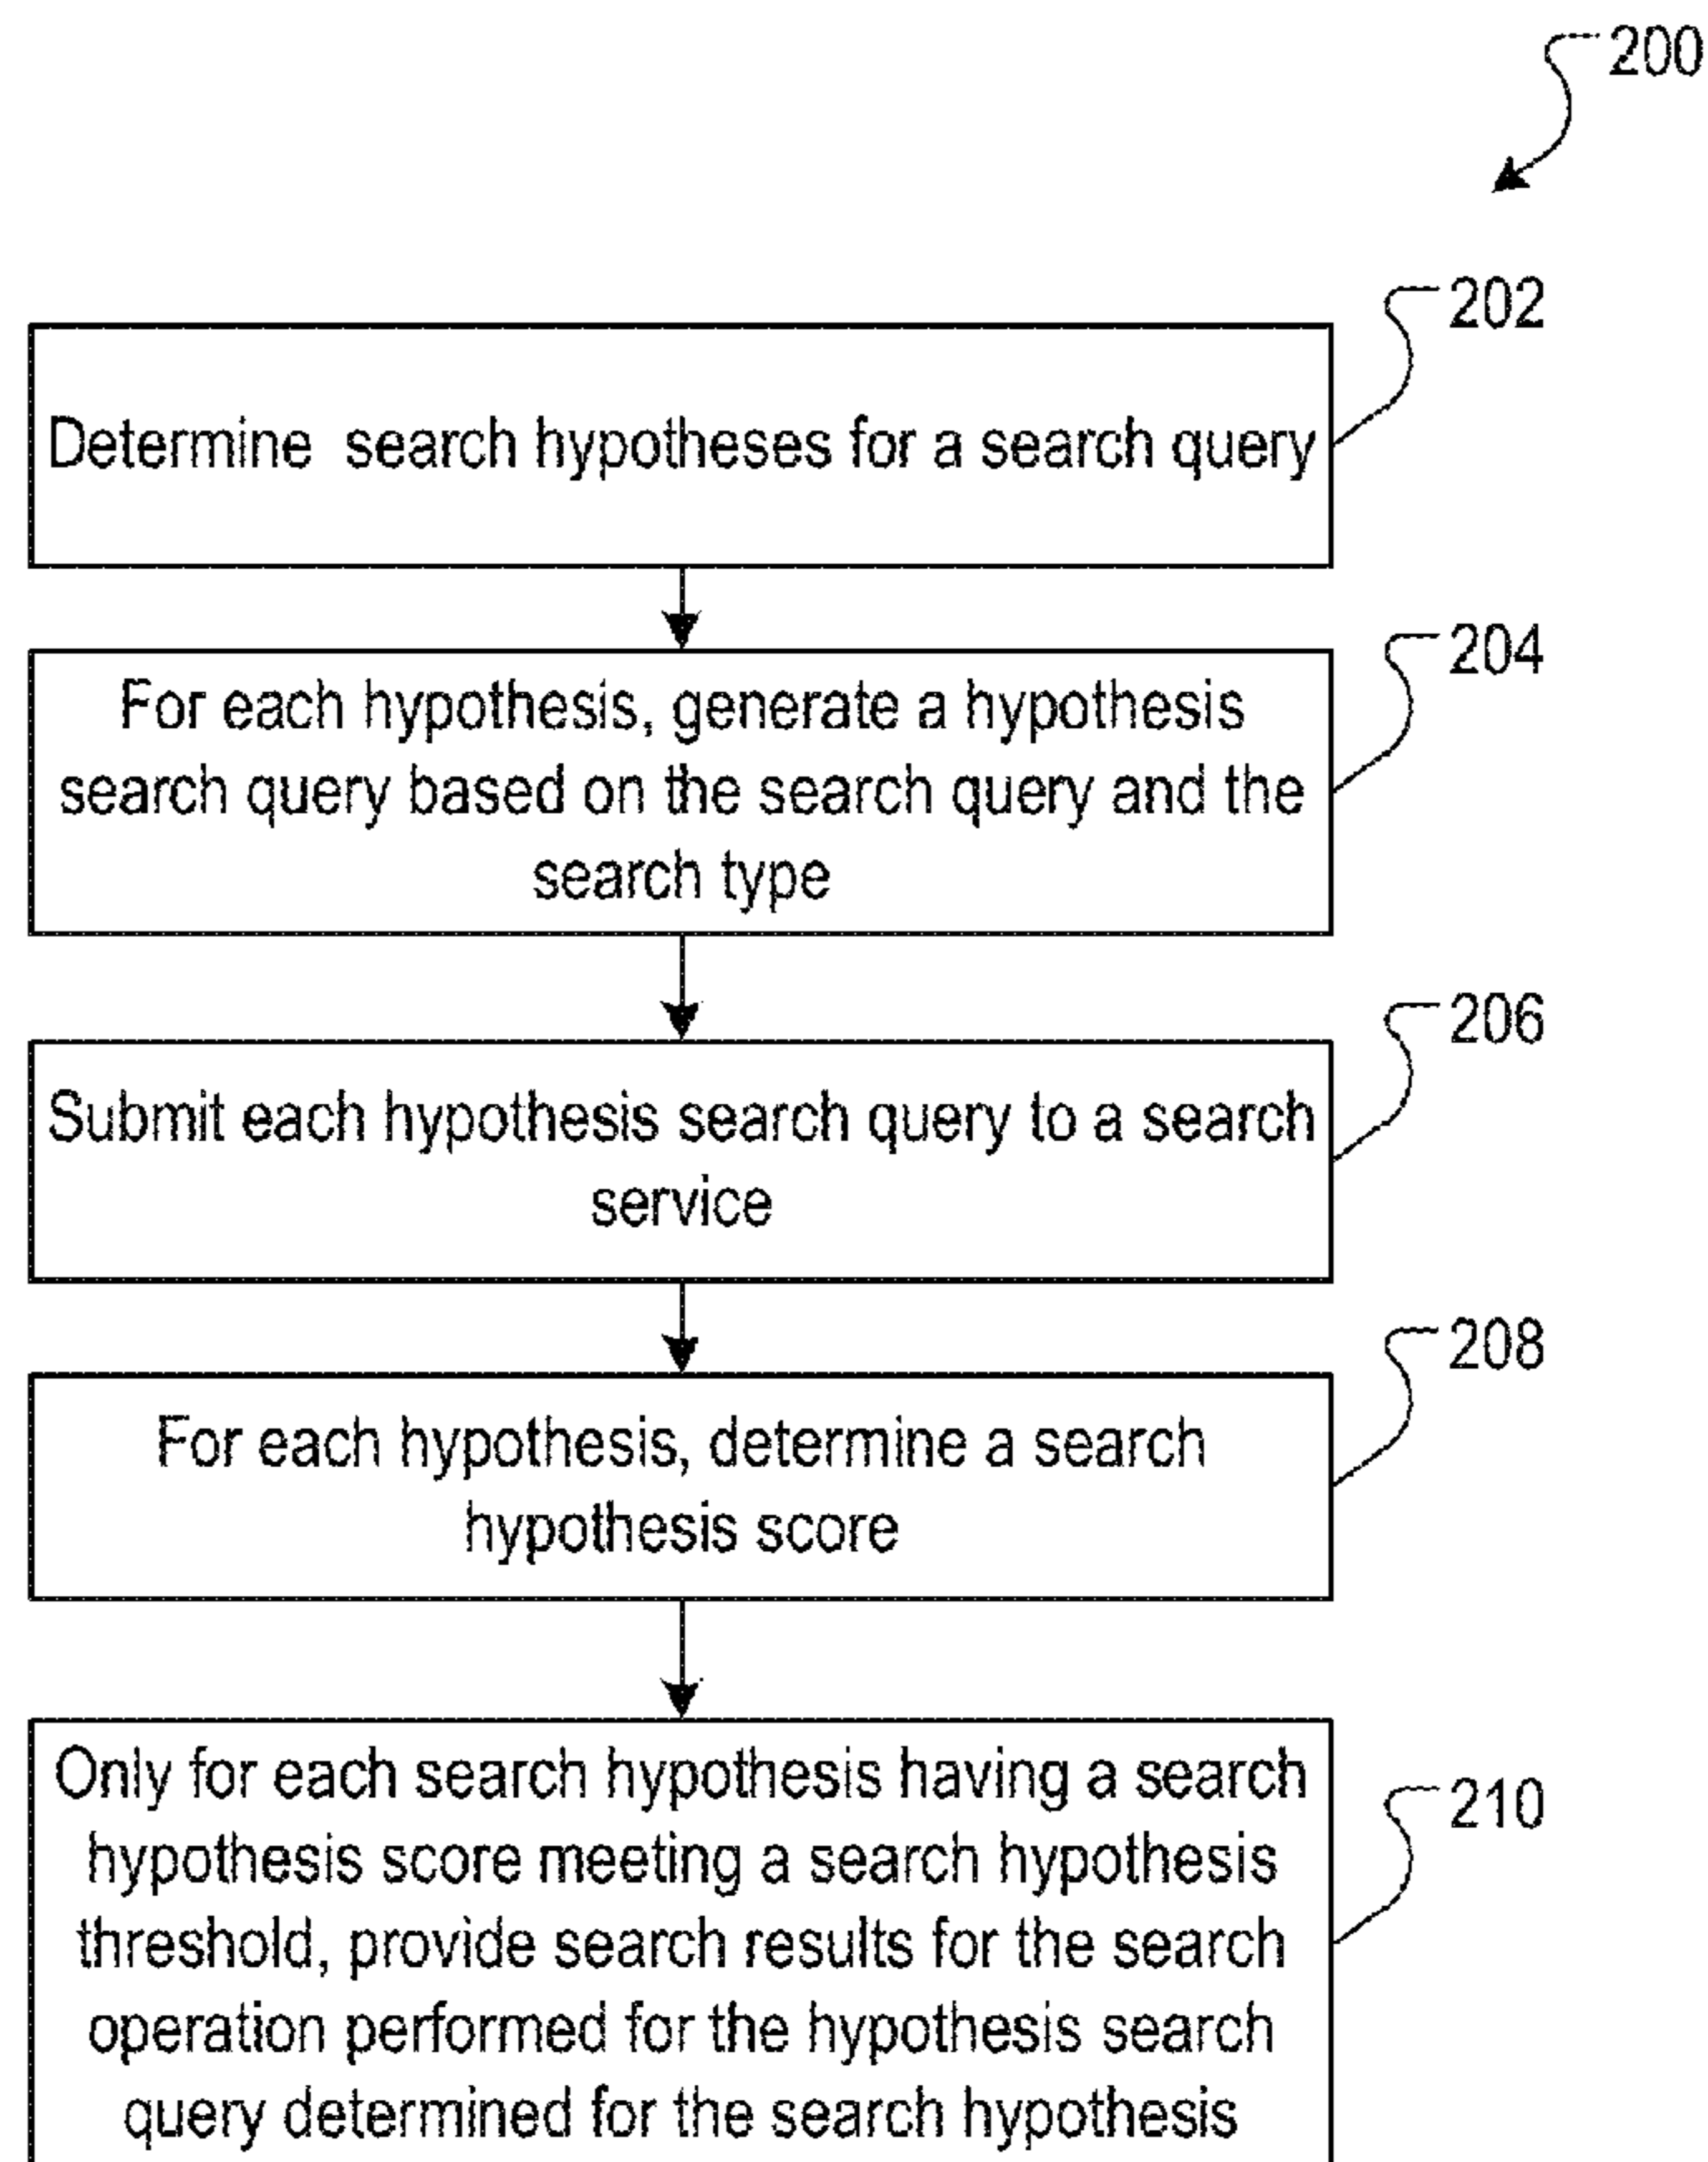 200
202
Determine search hypotheses for a search query
204
For each hypothesis, generate a hypothesis
search query based on the search query and the
search type
206
Submit each hypothesis search query to a search
service
208
For each hypothesis, determine a search
hypothesis score
210
Only for each search hypothesis having a search
hypothesis score meeting a search hypothesis
threshold, provide search results for the search
operation performed for the hypothesis search
query determined for the search hypothesis